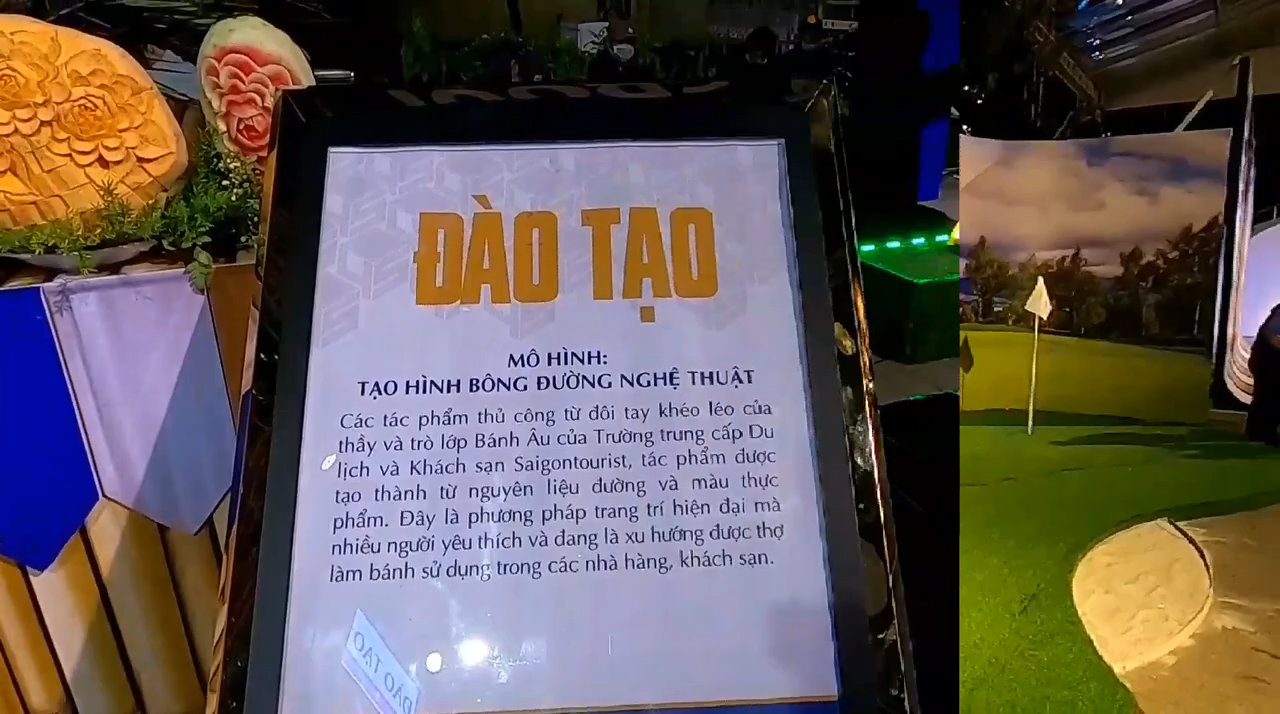 ĐÀO TẠO
MÔ HÌNH:
TẠO HÌNH BÔNG ĐƯỜNG NGHỆ THUẬT
Các tác phẩm thủ công từ đôi tay khéo léo của
thầy và trò lớp Bánh Âu của Trường trung cấp Du
lịch và Khách sạn Saigontourist, tác phẩm được
tạo thành từ nguyên liệu đường và màu thực
phẩm. Đây là phương pháp trang trí hiện đại mà
nhiều người yêu thích và đang là xu hướng được thợ
làm bánh sử dụng trong các nhà hàng, khách sạn.
ĐÀO TẠO